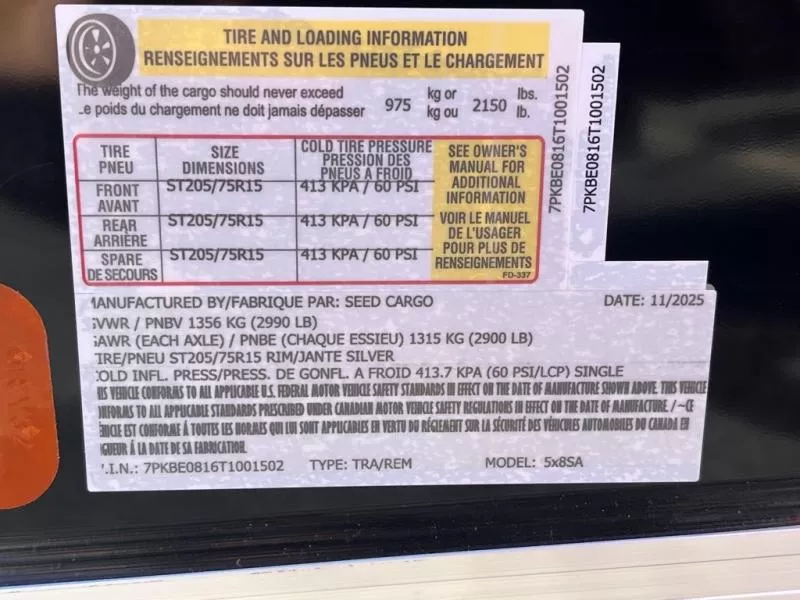 TIRE AND LOADING INFORMATION
RENSEIGNEMENTS SUR LES PNEUS ET LE CHARGEMENT
The weight of the cargo should never exceed 975 kg or 2150 lbs.
_e poids du chargement ne doit jamais dépasser kg ou lb.
TIRE PNEU SIZE DIMENSIONS COLD TIRE PRESSURE PRESSION DES PNEUS A FROID
FRONT AVANT ST205/75R15 413 KPA / 60 PSI
REAR ARRIÈRE ST205/75R15 413 KPA / 60 PSI
SPARE DE SECOURS ST205/75R15 413 KPA / 60 PSI
SEE OWNER'S
MANUAL FOR
ADDITIONAL
INFORMATION
VOIR LE MANUEL
DE L'USAGER
POUR PLUS DE
RENSEIGNEMENTS
FD-337
7PKBE0816T1001502
7PKBE0816T1001502
MANUFACTURED BY/FABRIQUE PAR: SEED CARGO DATE: 11/2025
GVWR / PNBV 1356 KG (2990 LB)
GAWR (EACH AXLE) / PNBE (CHAQUE ESSIEU) 1315 KG (2900 LB)
TIRE/PNEU ST205/75R15 RIM/JANTE SILVER
COLD INFL. PRESS/PRESS. DE GONFL. A FROID 413.7 KPA (60 PSI/LCP) SINGLE
HIS VEHICLE CONFORMS TO ALL APPLICABLE U.S. FEDERAL MOTOR VEHICLE SAFETY STANDARDS IN EFFECT ON THE DATE OF MANUFACTURE SHOWN ABOVE. THIS VEHICLE
NFORMS TO ALL APPLICABLE STANDARDS PRESCRIBED UNDER CANADIAN MOTOR VEHICLE SAFETY REGULATIONS IN EFFECT ON THE DATE OF MANUFACTURE. / ~CE
HICLE EST CONFORME À TOUTES LES NORMES QUI LUI SONT APPLICABLES EN VERTU DU RÉGLEMENT SUR LA SÉCURITÉ DES VÉHICULES AUTOMOBILES DU CANADA EN
IGUEUR À LA DATE DE SA FABRICATION.
V.I.N.: 7PKBE0816T1001502 TYPE: TRA/REM MODEL: 5x8SA